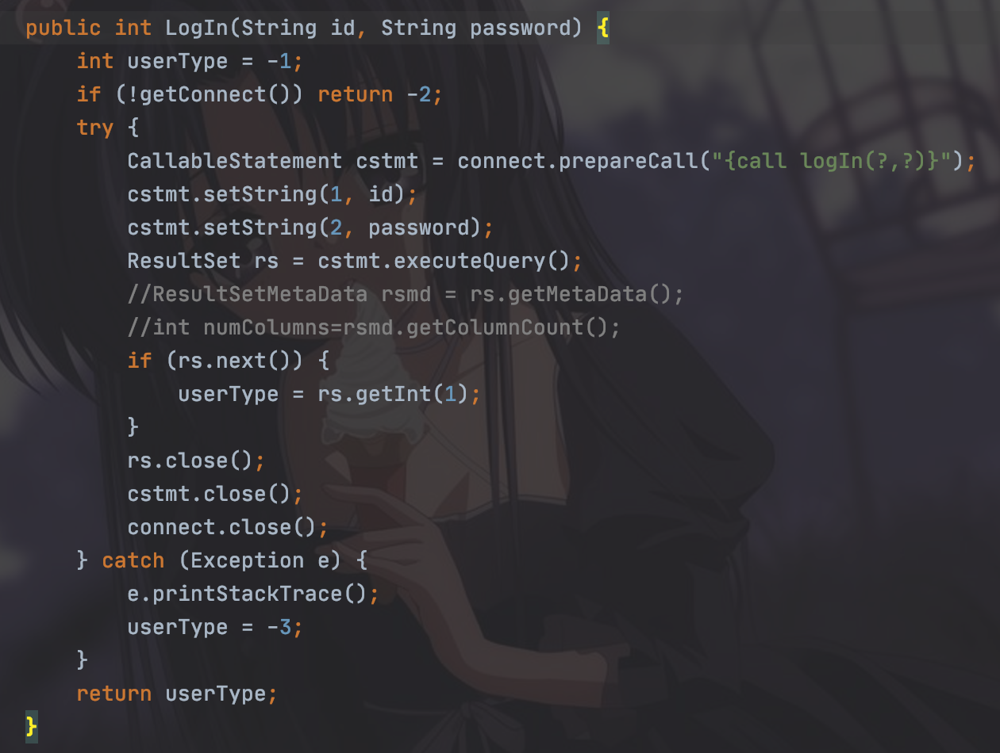 public int LogIn(String id, String password) {
    int userType = -1;
    if (!getConnect()) return -2;
    try {
        CallableStatement cstmt = connect.prepareCall("{call logIn(?,?)}");
        cstmt.setString(1, id);
        cstmt.setString(2, password);
        ResultSet rs = cstmt.executeQuery();
        //ResultSetMetaData rsmd = rs.getMetaData();
        //int numColumns=rsmd.getColumnCount();
        if (rs.next()) {
            userType = rs.getInt(1);
        }
        rs.close();
        cstmt.close();
        connect.close();
    } catch (Exception e) {
        e.printStackTrace();
        userType = -3;
    }
    return userType;
}